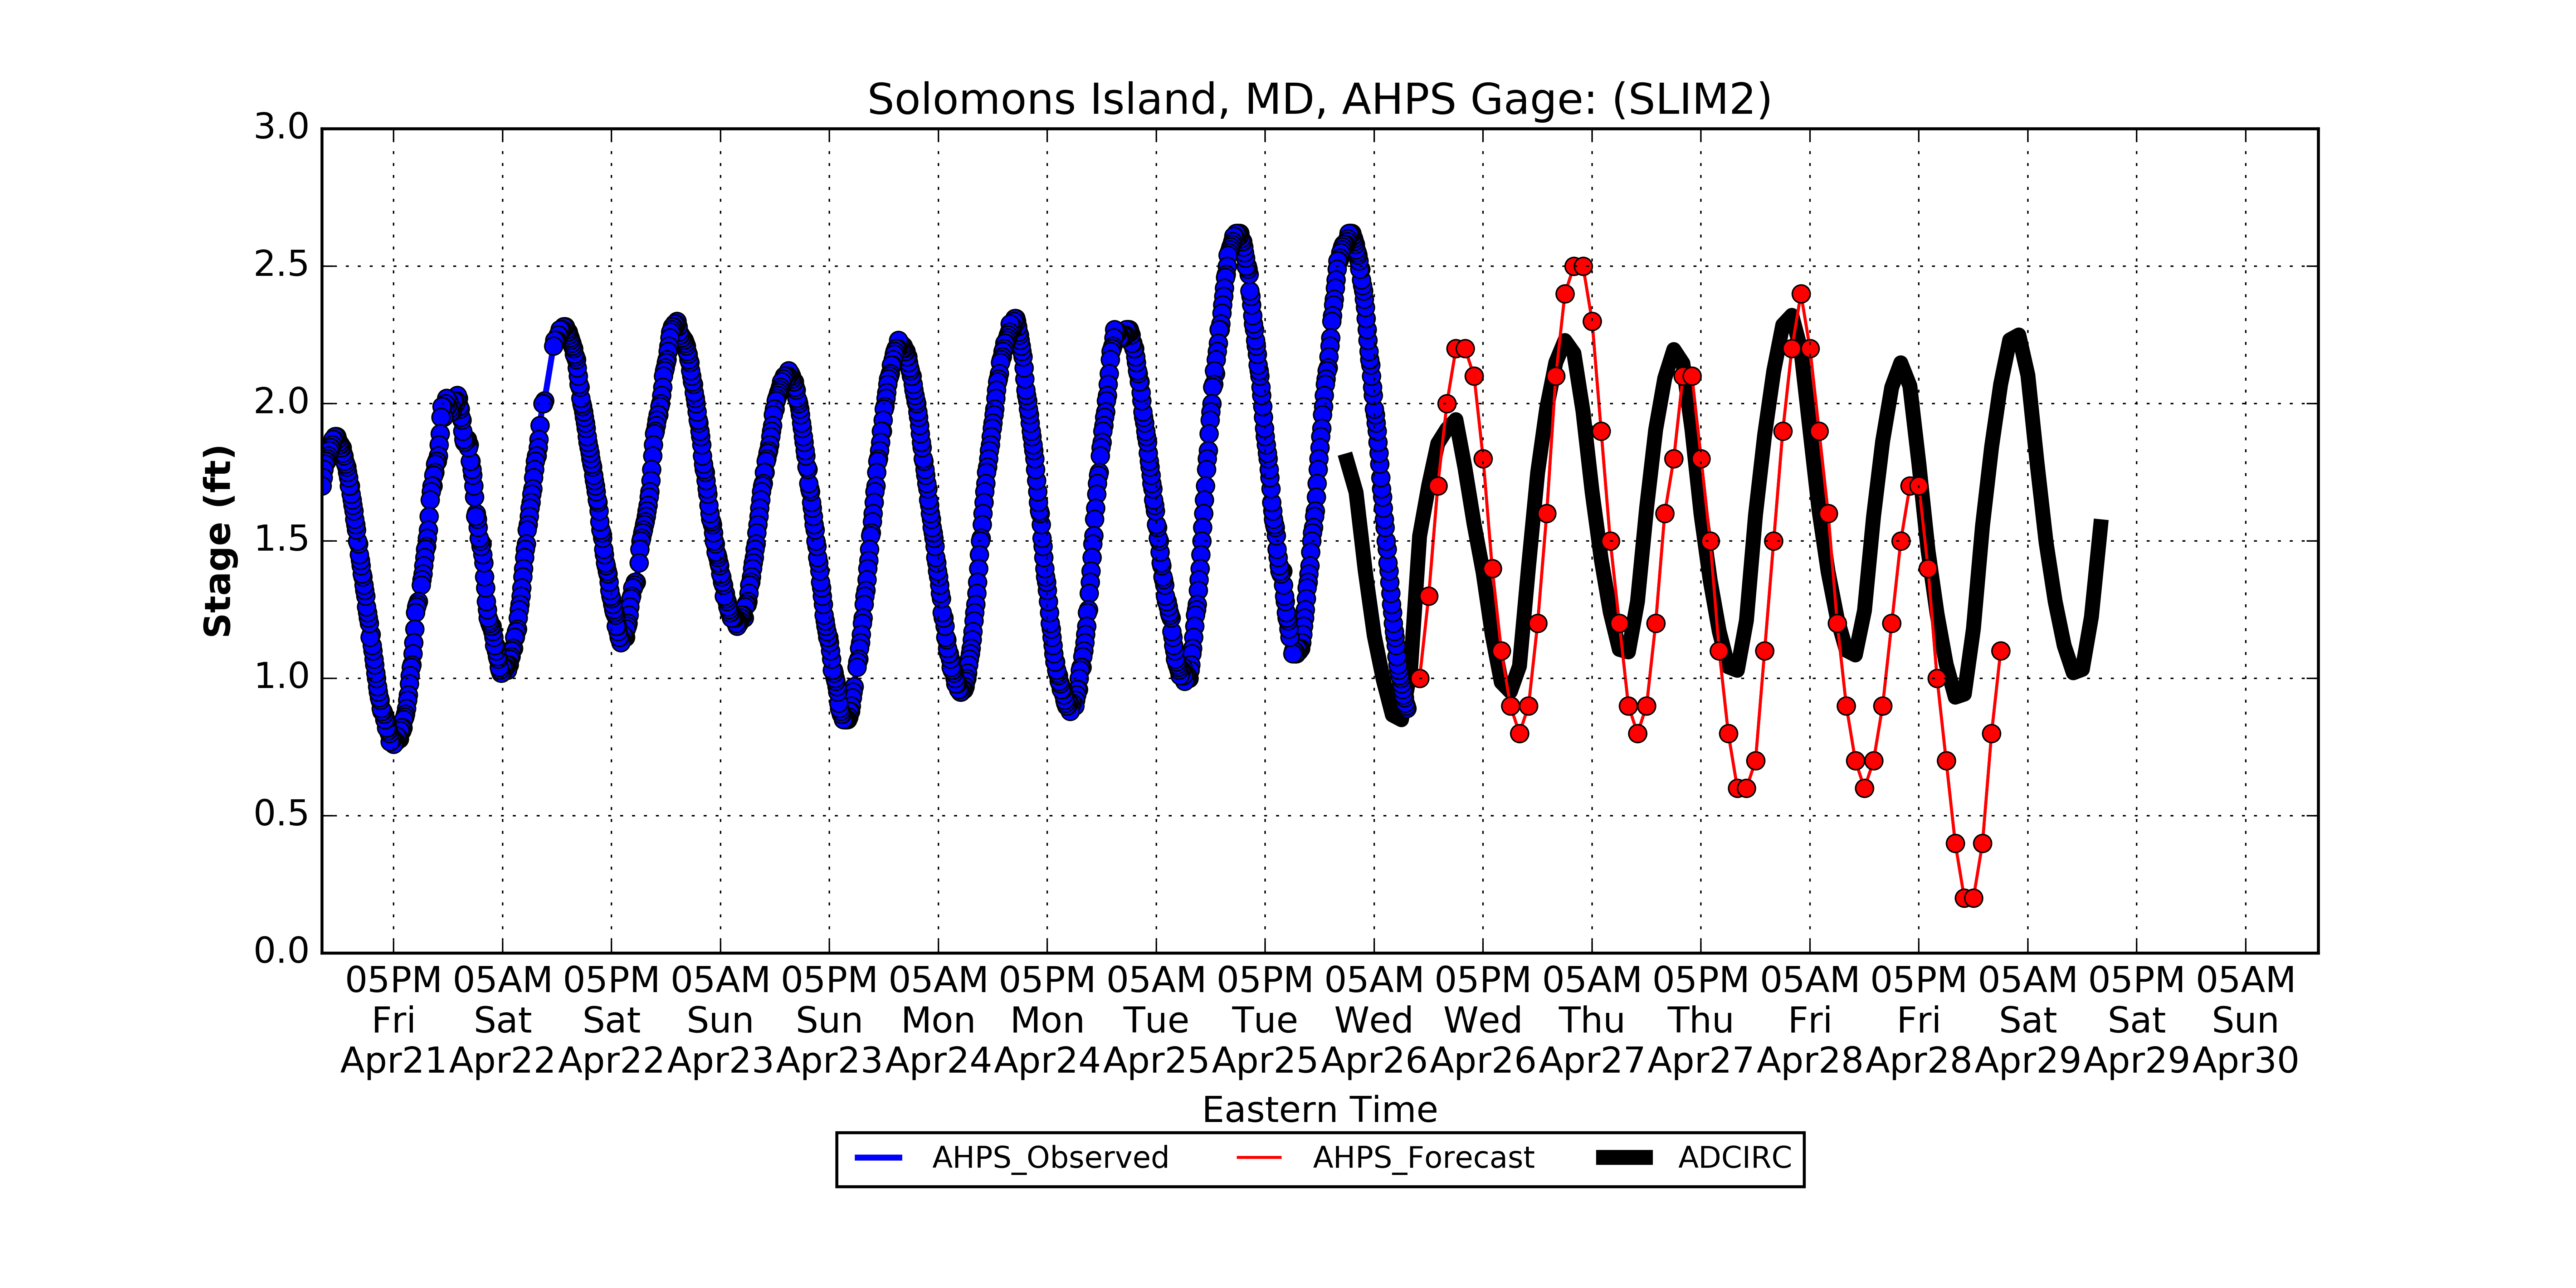 Solomons Island, MD, AHPS Gage: (SLIM2)
3.0
2.5
2.0
1.5
1.0
0.5
0.0
Stage (ft)
05PM 05AM 05PM 05AM 05PM 05AM 05PM 05AM 05PM 05AM 05PM 05AM 05PM 05AM 05PM 05AM 05PM 05AM
Fri Sat Sat Sun Sun Mon Mon Tue Tue Wed Wed Thu Thu Fri Fri Sat Sat Sun
Apr21 Apr22 Apr22 Apr23 Apr23 Apr24 Apr24 Apr25 Apr25 Apr26 Apr26 Apr27 Apr27 Apr28 Apr28 Apr29 Apr29 Apr30
Eastern Time
AHPS_Observed AHPS_Forecast ADCIRC